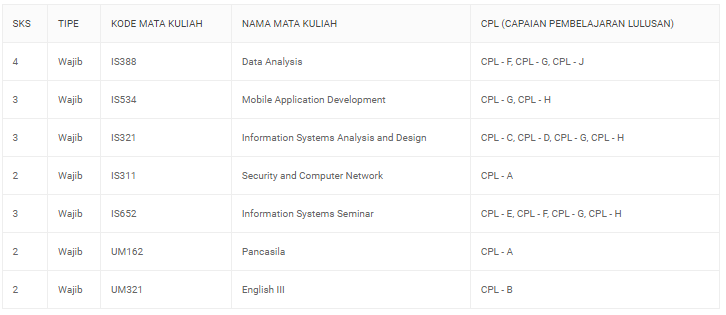 SKS TIPE KODE MATA KULIAH NAMA MATA KULIAH CPL (CAPAIAN PEMBELAJARAN LULUSAN)
4 Wajib IS388 Data Analysis CPL - F, CPL - G, CPL - J
3 Wajib IS534 Mobile Application Development CPL - G, CPL - H
3 Wajib IS321 Information Systems Analysis and Design CPL - C, CPL - D, CPL - G, CPL - H
2 Wajib IS311 Security and Computer Network CPL - A
3 Wajib IS652 Information Systems Seminar CPL - E, CPL - F, CPL - G, CPL - H
2 Wajib UM162 Pancasila CPL - A
2 Wajib UM321 English III CPL - B